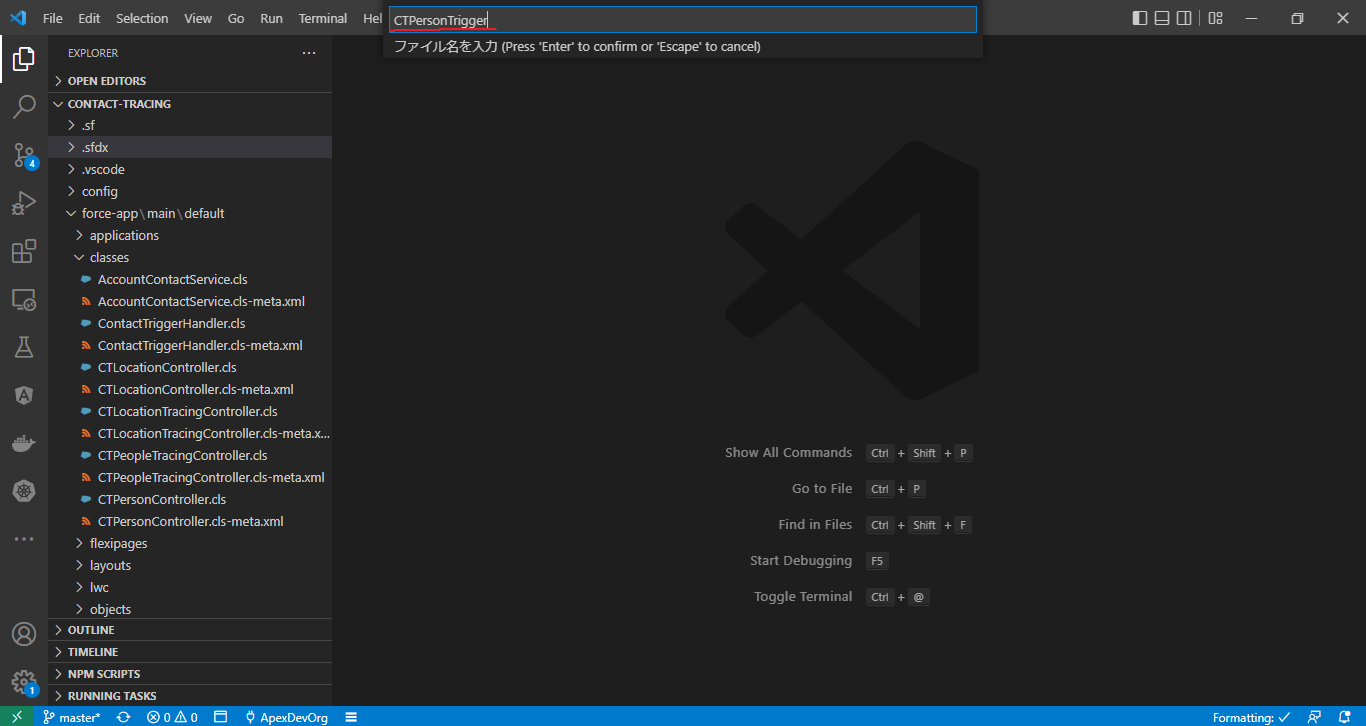 File Edit Selection View Go Run Terminal Hel
CTPersonTrigger
ファイル名を入力 (Press 'Enter' to confirm or 'Escape' to cancel)
EXPLORER
OPEN EDITORS
CONTACT-TRACING
.sf
.sfdx
.vscode
config
force-app\main\default
applications
classes
AccountContactService.cls
AccountContactService.cls-meta.xml
ContactTriggerHandler.cls
ContactTriggerHandler.cls-meta.xml
CTLocationController.cls
CTLocationController.cls-meta.xml
CTLocationTracingController.cls
CTLocationTracingController.cls-meta.x...
CTPeopleTracingController.cls
CTPeopleTracingController.cls-meta.xml
CTPersonController.cls
CTPersonController.cls-meta.xml
flexipages
layouts
lwc
objects
OUTLINE
TIMELINE
NPM SCRIPTS
RUNNING TASKS
4
1
Show All Commands Ctrl + Shift + P
Go to File Ctrl + P
Find in Files Ctrl + Shift + F
Start Debugging F5
Toggle Terminal Ctrl + @
master* 0 0 ApexDevOrg Formatting: